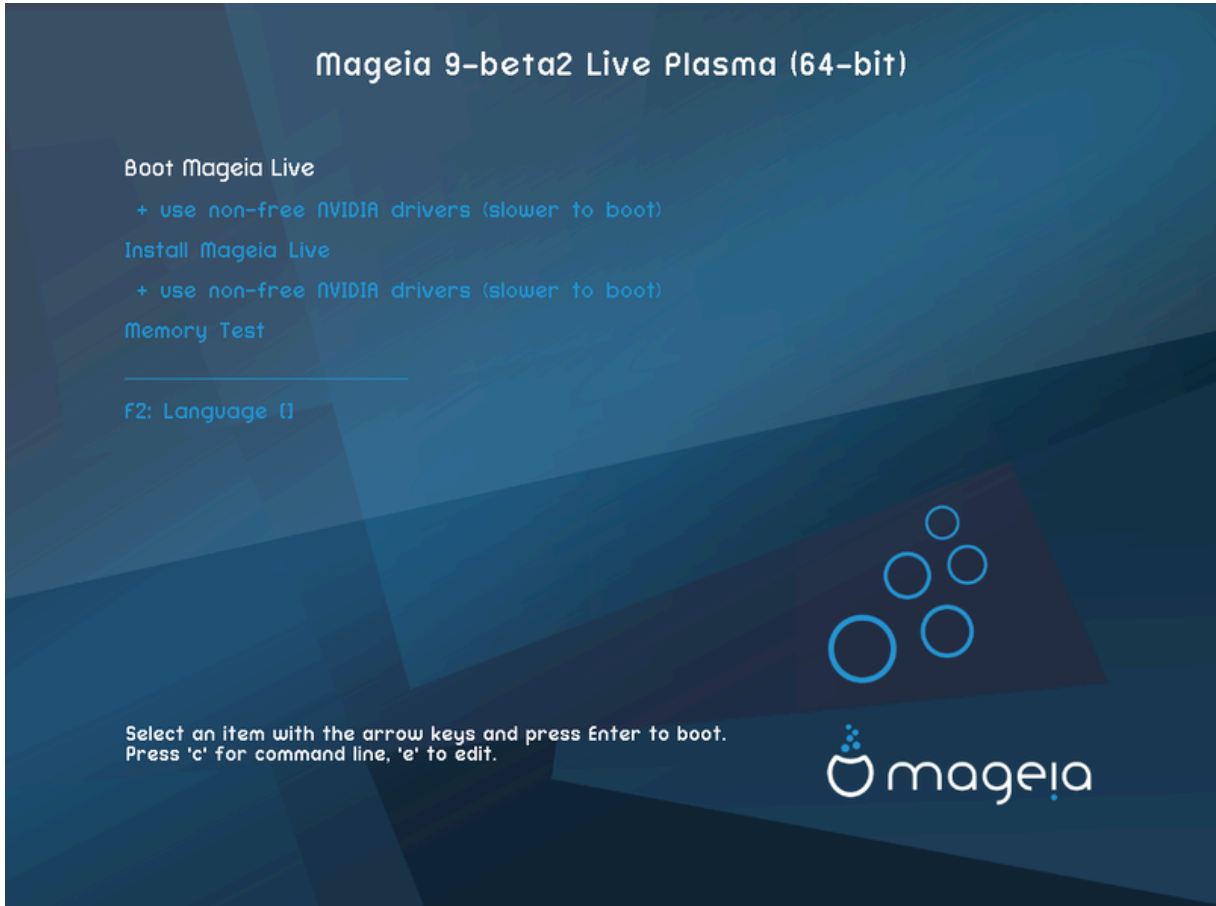 Mageia 9-beta2 Live Plasma (64-bit)
Boot Mageia Live
+ use non-free NVIDIA drivers (slower to boot)
Install Mageia Live
+ use non-free NVIDIA drivers (slower to boot)
Memory Test
F2: Language []
Select an item with the arrow keys and press Enter to boot.
Press 'c' for command line, 'e' to edit.
mageia